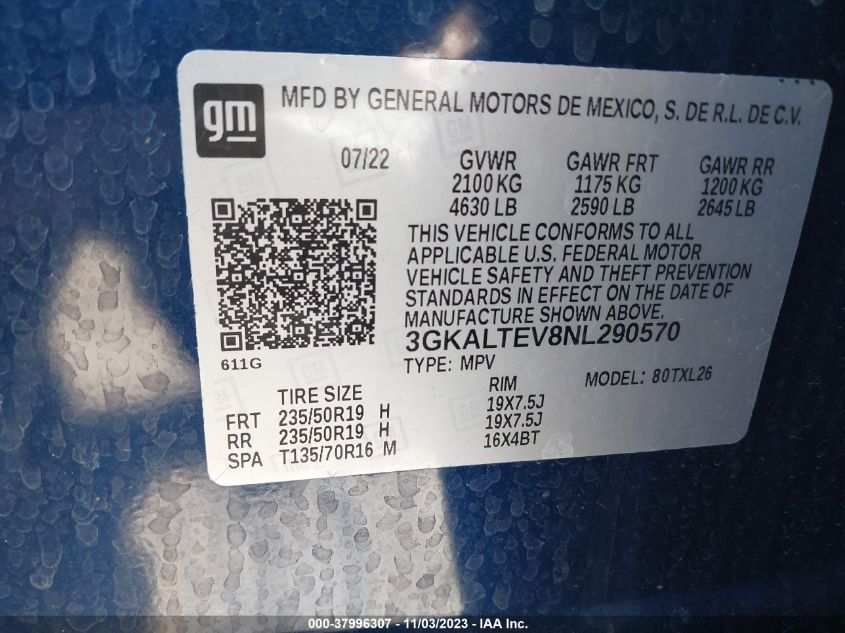 gm
MFD BY GENERAL MOTORS DE MEXICO, S. DE R.L. DE C.V.
07/22 GVWR GAWR FRT GAWR RR
2100 KG 1175 KG 1200 KG
4630 LB 2590 LB 2645 LB
THIS VEHICLE CONFORMS TO ALL
APPLICABLE U.S. FEDERAL MOTOR
VEHICLE SAFETY AND THEFT PREVENTION
STANDARDS IN EFFECT ON THE DATE OF
MANUFACTURE SHOWN ABOVE.
3GKALTEV8NL290570
611G TYPE: MPV MODEL: 80TXL26
TIRE SIZE RIM
FRT 235/50R19 H 19X7.5J
RR 235/50R19 H 19X7.5J
SPA T135/70R16 M 16X4BT
© - 37996307 - 11/03/2023 - IAA Inc.